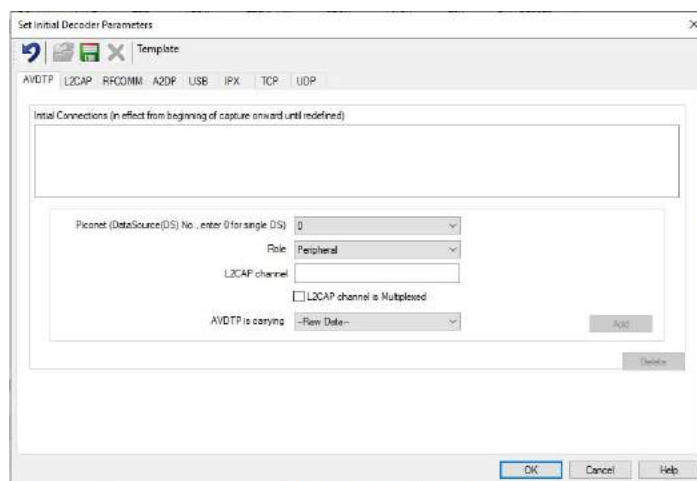 Set Initial Decoder Parameters
Template
AVDTP L2CAP RFCOMM A2DP USB IPX TCP UDP
Initial Connections (in effect from beginning of capture onward until redefined)
Piconet (DataSource(DS) No., enter 0 for single DS) 0
Role Peripheral
L2CAP channel
L2CAP channel is Multiplexed
AVDTP is carrying --Raw Data--
Add
Delete
OK Cancel Help